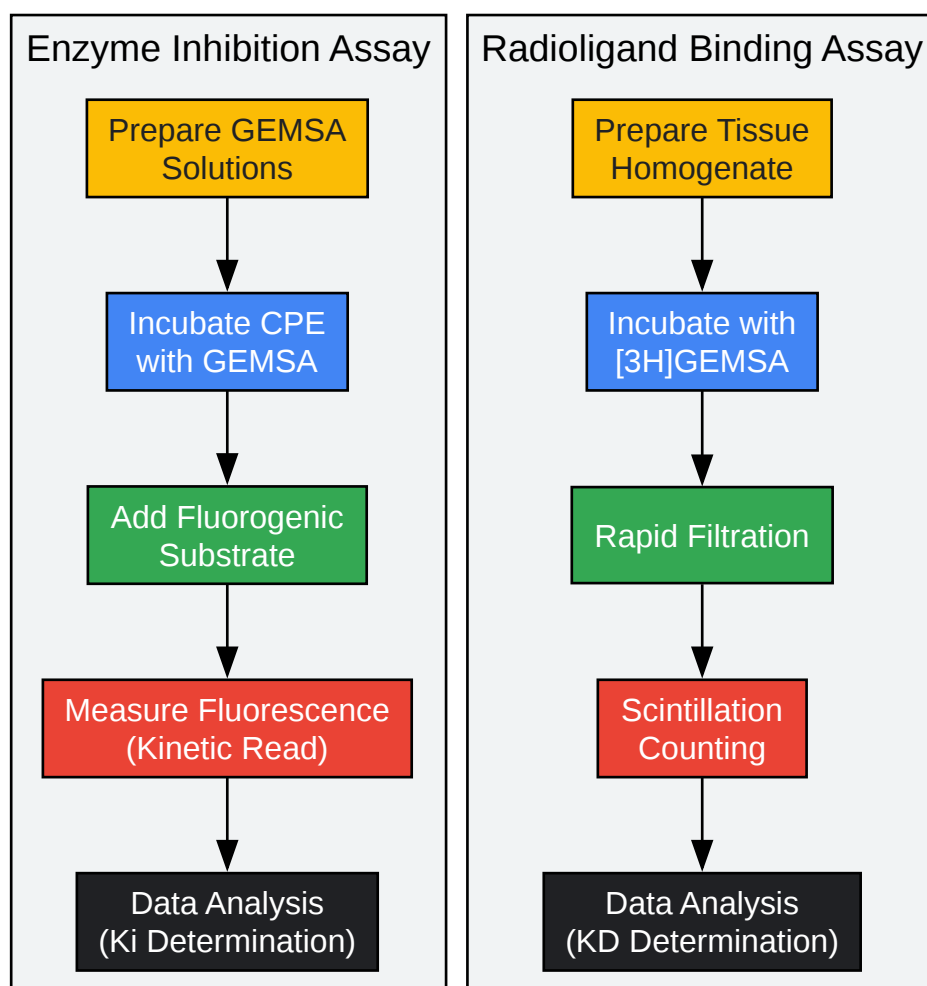 Enzyme Inhibition Assay
Prepare GEMSA
Solutions
Incubate CPE
with GEMSA
Add Fluorogenic
Substrate
Measure Fluorescence
(Kinetic Read)
Data Analysis
(Ki Determination)
Radioligand Binding Assay
Prepare Tissue
Homogenate
Incubate with
[3H]GEMSA
Rapid Filtration
Scintillation
Counting
Data Analysis
(KD Determination)